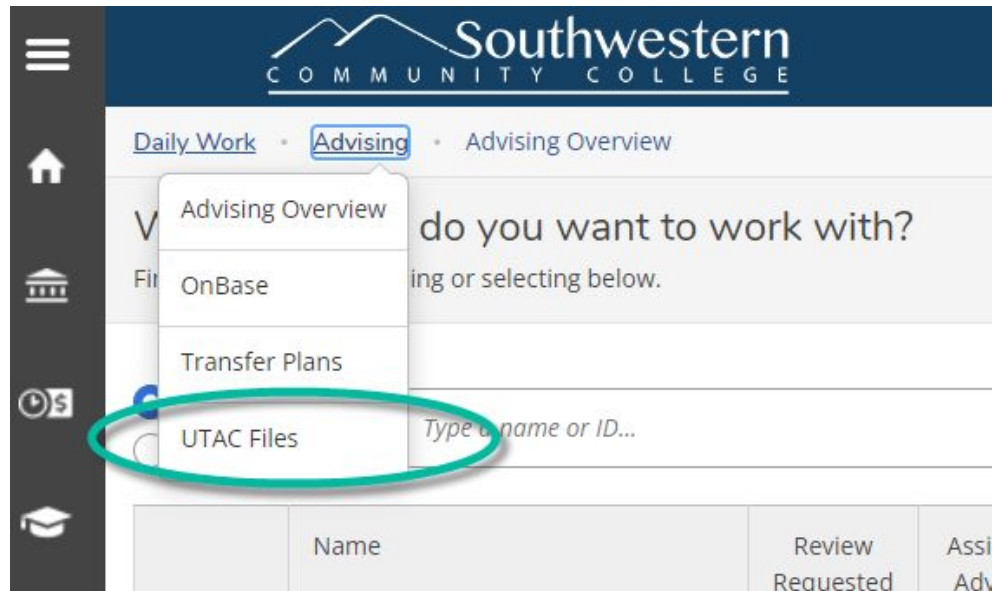 Southwestern
COMMUNITY COLLEGE
Daily Work • Advising • Advising Overview
Advising Overview
do you want to work with?
OnBase
ing or selecting below.
Transfer Plans
UTAC Files
Type a name or ID...
Name
Review
Requested